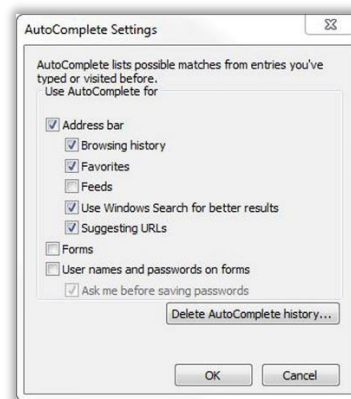 AutoComplete Settings
AutoComplete lists possible matches from entries you've
typed or visited before.
Use AutoComplete for
Address bar
Browsing history
Favorites
Feeds
Use Windows Search for better results
Suggesting URLs
Forms
User names and passwords on forms
Ask me before saving passwords
Delete AutoComplete history...
OK Cancel